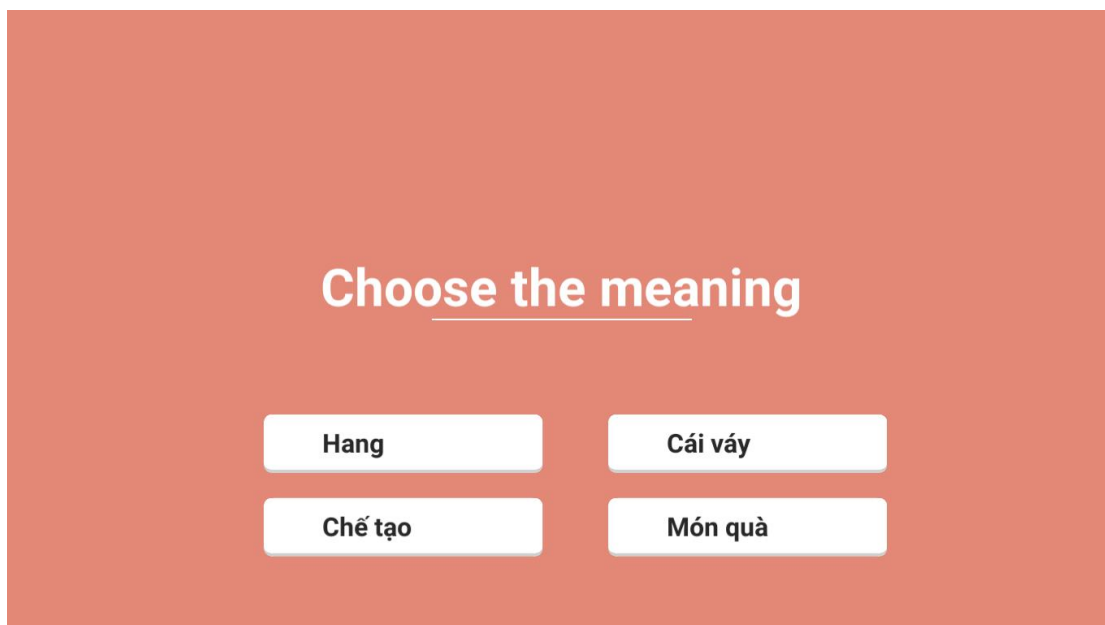 Choose the meaning
Hang
Cái váy
Chế tạo
Món quà